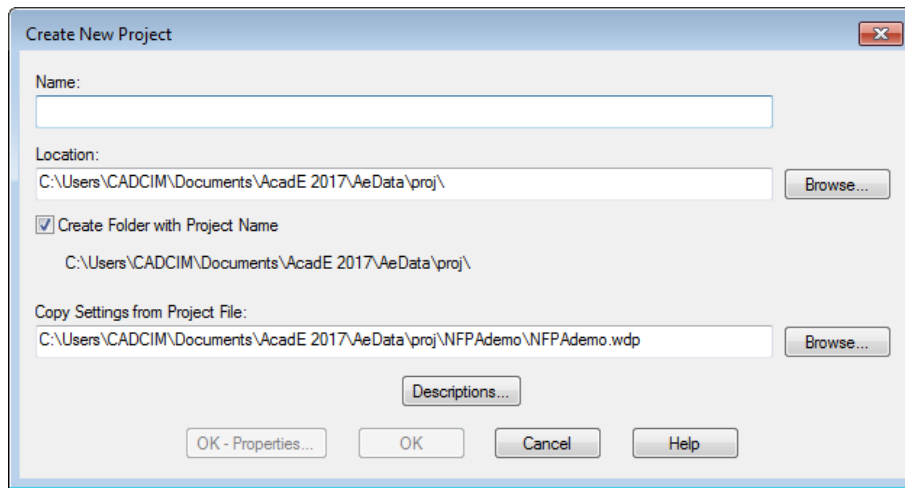 Create New Project
Name:
Location:
C:\Users\CADCIM\Documents\AcadE 2017\AeData\proj\
Browse...
Create Folder with Project Name
C:\Users\CADCIM\Documents\AcadE 2017\AeData\proj\
Copy Settings from Project File:
C:\Users\CADCIM\Documents\AcadE 2017\AeData\proj\NFPAdemo\NFPAdemo.wdp
Browse...
Descriptions...
OK - Properties...
OK
Cancel
Help